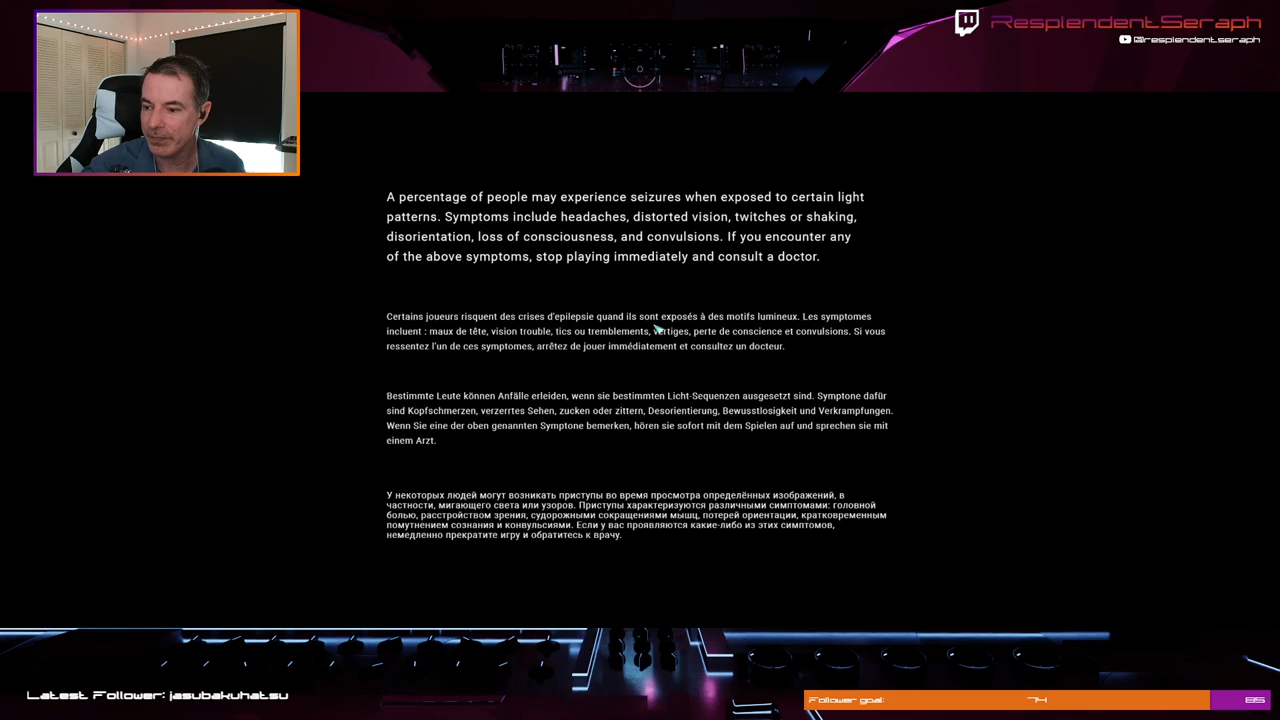 ResplendentSeraph
@resplendentseraph
A percentage of people may experience seizures when exposed to certain light
patterns. Symptoms include headaches, distorted vision, twitches or shaking,
disorientation, loss of consciousness, and convulsions. If you encounter any
of the above symptoms, stop playing immediately and consult a doctor.
Certains joueurs risquent des crises d'epilepsie quand ils sont exposés à des motifs lumineux. Les symptomes
incluent : maux de tête, vision trouble, tics ou tremblements, vertiges, perte de conscience et convulsions. Si vous
ressentez l'un de ces symptomes, arrêtez de jouer immédiatement et consultez un docteur.
Bestimmte Leute können Anfälle erleiden, wenn sie bestimmten Licht-Sequenzen ausgesetzt sind. Symptone dafür
sind Kopfschmerzen, verzerrtes Sehen, zucken oder zittern, Desorientierung, Bewusstlosigkeit und Verkrampfungen.
Wenn Sie eine der oben genannten Symptone bemerken, hören sie sofort mit dem Spielen auf und sprechen sie mit
einem Arzt.
У некоторых людей могут возникать приступы во время просмотра определённых изображений, в
частности, мигающего света или узоров. Приступы характеризуются различными симптомами: головной
болью, расстройством зрения, судорожными сокращениями мышц, потерей ориентации, кратковременным
помутнением сознания и конвульсиями. Если у вас проявляются какие-либо из этих симптомов,
немедленно прекратите игру и обратитесь к врачу.
Latest Follower: jasubakuhatsu
Follower goal: 74 85